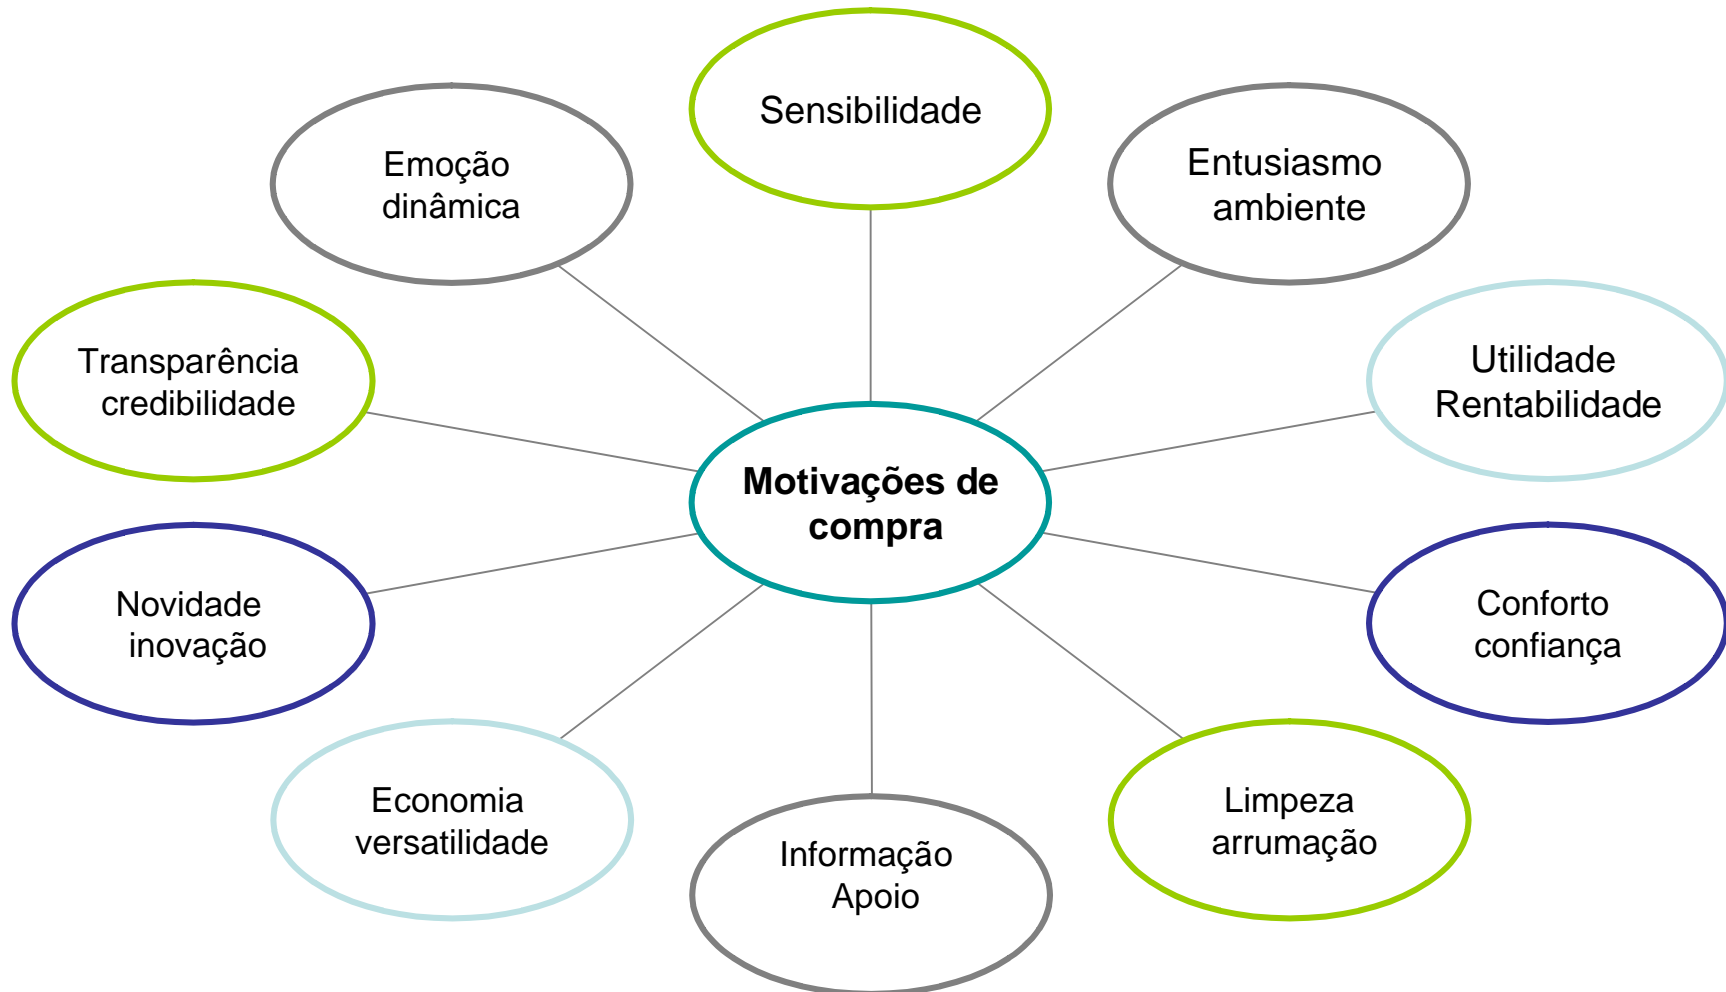 Sensibilidade
Emoção
dinâmica
Entusiasmo
ambiente
Transparência
credibilidade
Utilidade
Rentabilidade
Motivações de
compra
Novidade
inovação
Conforto
confiança
Economia
versatilidade
Limpeza
arrumação
Informação
Apoio